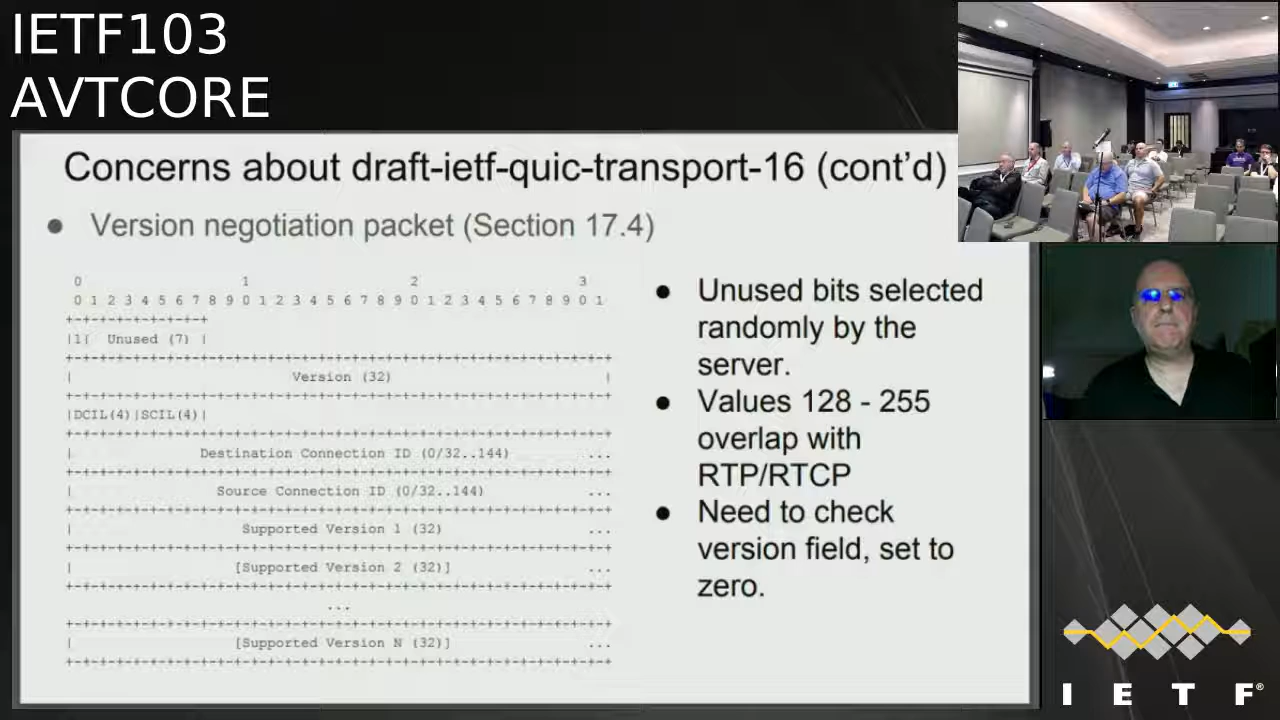 IETF103
AVTCORE
Concerns about draft-ietf-quic-transport-16 (cont'd)
● Version negotiation packet (Section 17.4)
0 1 2 3
0 1 2 3 4 5 6 7 8 9 0 1 2 3 4 5 6 7 8 9 0 1 2 3 4 5 6 7 8 9 0 1
+-+-+-+-+-+-+-+-+
|1| Unused (7) |
+-+-+-+-+-+-+-+-+-+-+-+-+-+-+-+-+-+-+-+-+-+-+-+-+-+-+-+-+-+-+-+-+
| Version (32) |
+-+-+-+-+-+-+-+-+-+-+-+-+-+-+-+-+-+-+-+-+-+-+-+-+-+-+-+-+-+-+-+-+
|DCIL(4)|SCIL(4)|
+-+-+-+-+-+-+-+-+-+-+-+-+-+-+-+-+-+-+-+-+-+-+-+-+-+-+-+-+-+-+-+-+
| Destination Connection ID (0/32..144) ...
+-+-+-+-+-+-+-+-+-+-+-+-+-+-+-+-+-+-+-+-+-+-+-+-+-+-+-+-+-+-+-+-+
| Source Connection ID (0/32..144) ...
+-+-+-+-+-+-+-+-+-+-+-+-+-+-+-+-+-+-+-+-+-+-+-+-+-+-+-+-+-+-+-+-+
| Supported Version 1 (32) ...
+-+-+-+-+-+-+-+-+-+-+-+-+-+-+-+-+-+-+-+-+-+-+-+-+-+-+-+-+-+-+-+-+
| [Supported Version 2 (32)] ...
+-+-+-+-+-+-+-+-+-+-+-+-+-+-+-+-+-+-+-+-+-+-+-+-+-+-+-+-+-+-+-+-+
...
+-+-+-+-+-+-+-+-+-+-+-+-+-+-+-+-+-+-+-+-+-+-+-+-+-+-+-+-+-+-+-+-+
| [Supported Version N (32)] ...
+-+-+-+-+-+-+-+-+-+-+-+-+-+-+-+-+-+-+-+-+-+-+-+-+-+-+-+-+-+-+-+-+
● Unused bits selected
randomly by the
server.
● Values 128 - 255
overlap with
RTP/RTCP
● Need to check
version field, set to
zero.
I E T F®